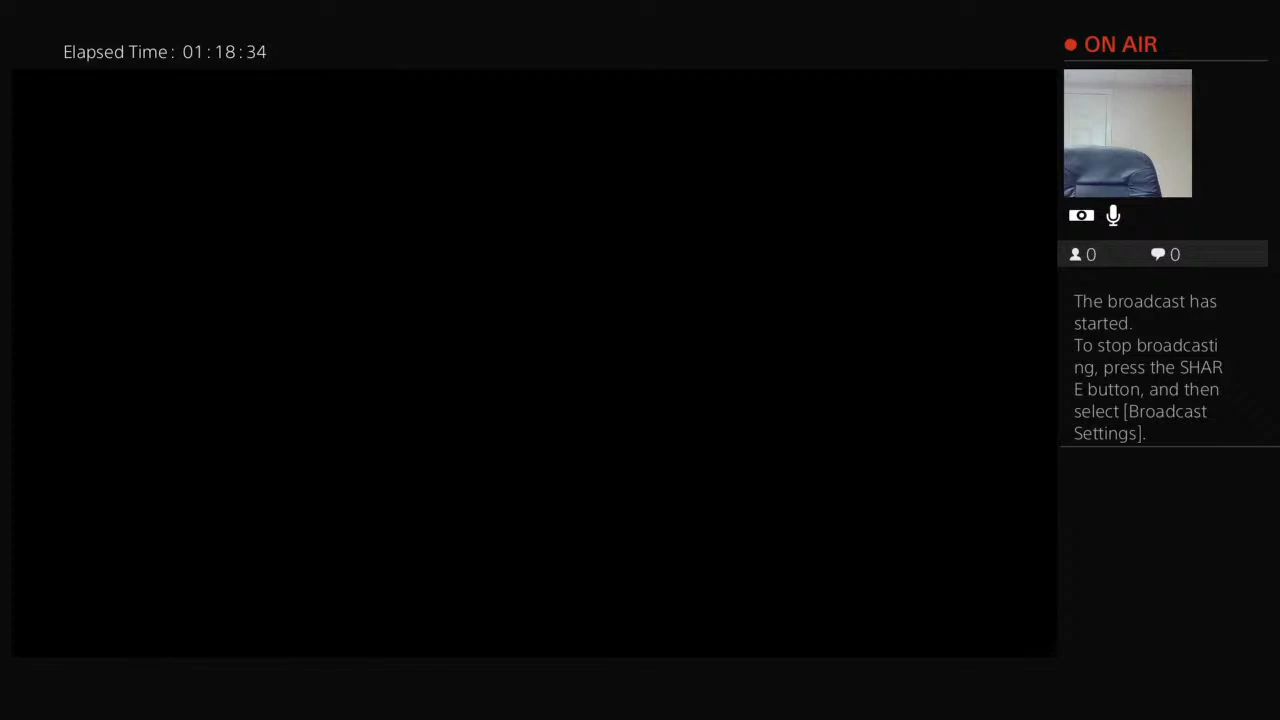 Elapsed Time: 01:18:34
ON AIR
0 0
The broadcast has
started.
To stop broadcasti
ng, press the SHAR
E button, and then
select [Broadcast
Settings].